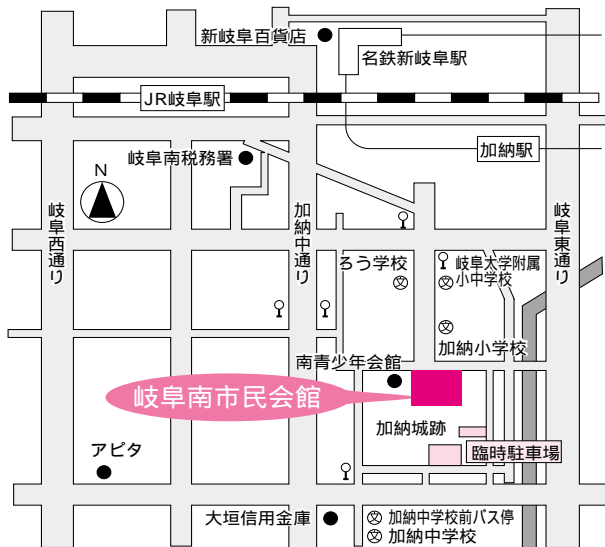 新岐阜百貨店
名鉄新岐阜駅
JR岐阜駅
加納駅
岐阜南税務署
N
岐阜西通り
加納中通り
岐阜東通り
ろう学校
岐阜大学附属
小中学校
加納小学校
南青少年会館
岐阜南市民会館
加納城跡
臨時駐車場
アピタ
大垣信用金庫
文 加納中学校前バス停
文 加納中学校